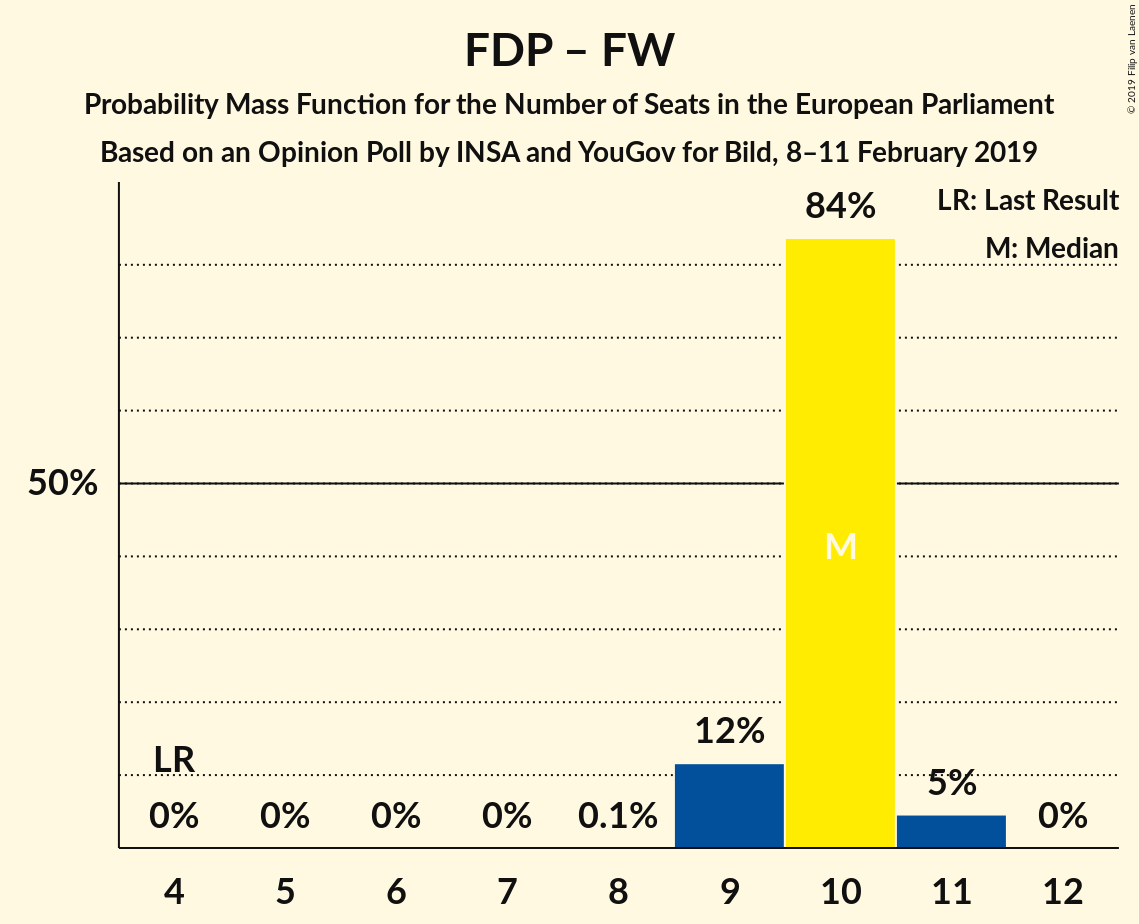 FDP – FW
Probability Mass Function for the Number of Seats in the European Parliament
Based on an Opinion Poll by INSA and YouGov for Bild, 8–11 February 2019
© 2019 Filip van Laenen
LR: Last Result
M: Median
84%
50%
M
12%
LR
5%
0% 0% 0% 0% 0.1% 0%
4 5 6 7 8 9 10 11 12